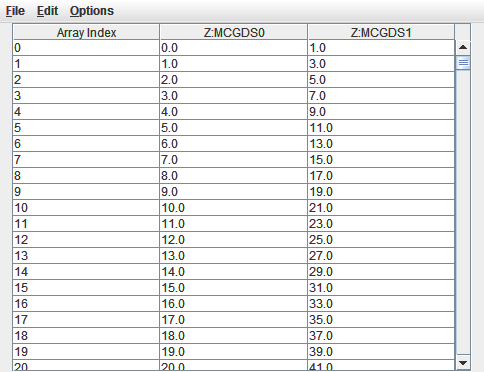 File Edit Options
Array Index Z:MCGDS0 Z:MCGDS1
0 0.0 1.0
1 1.0 3.0
2 2.0 5.0
3 3.0 7.0
4 4.0 9.0
5 5.0 11.0
6 6.0 13.0
7 7.0 15.0
8 8.0 17.0
9 9.0 19.0
10 10.0 21.0
11 11.0 23.0
12 12.0 25.0
13 13.0 27.0
14 14.0 29.0
15 15.0 31.0
16 16.0 33.0
17 17.0 35.0
18 18.0 37.0
19 19.0 39.0
20 20.0 41.0